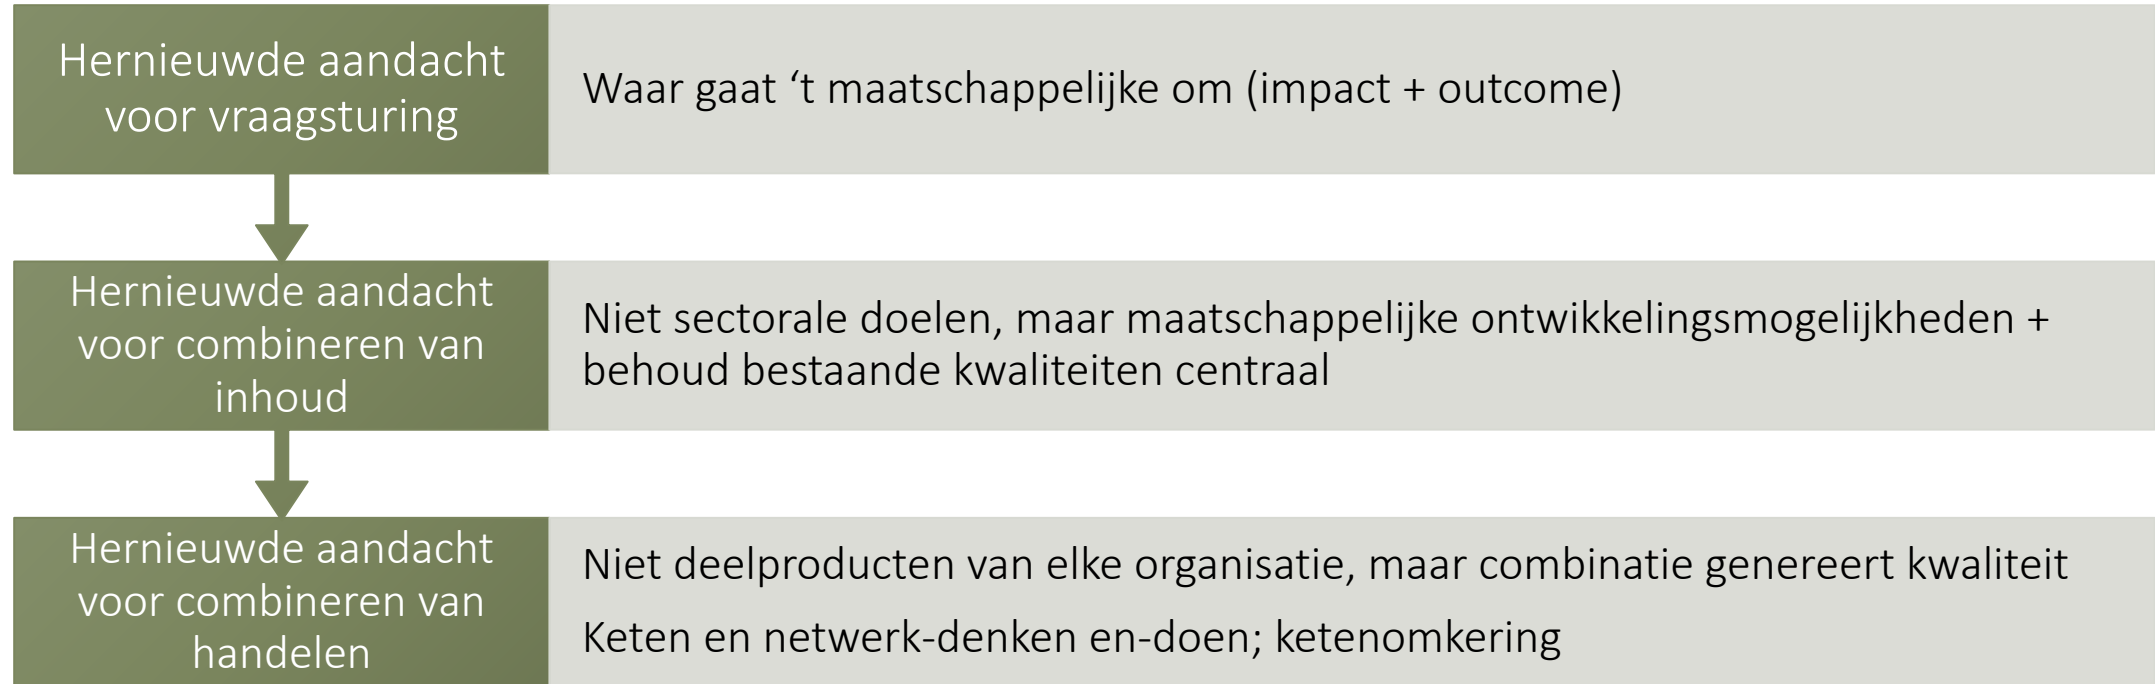 Hernieuwde aandacht
voor vraagsturing
Waar gaat ‘t maatschappelijke om (impact + outcome)
Hernieuwde aandacht
voor combineren van
inhoud
Niet sectorale doelen, maar maatschappelijke ontwikkelingsmogelijkheden +
behoud bestaande kwaliteiten centraal
Hernieuwde aandacht
voor combineren van
handelen
Niet deelproducten van elke organisatie, maar combinatie genereert kwaliteit
Keten en netwerk-denken en-doen; ketenomkering